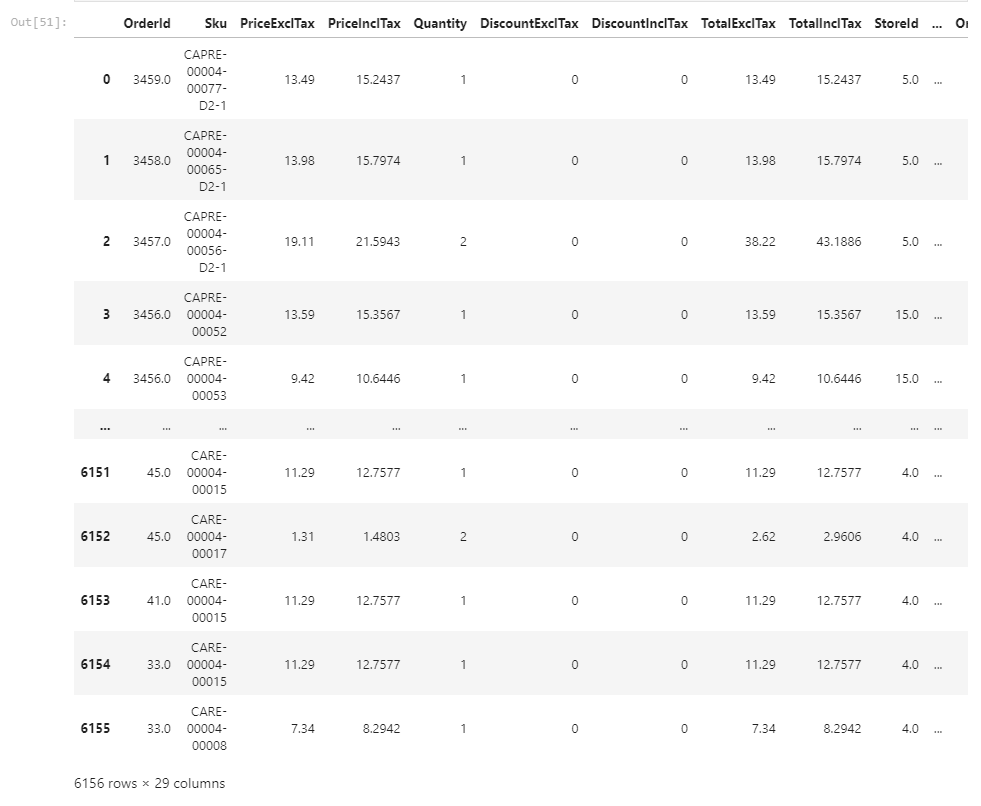 Out[51]:
OrderId Sku PriceExclTax PriceInclTax Quantity DiscountExclTax DiscountInclTax TotalExclTax TotalInclTax StoreId ... Or
0 3459.0 CAPRE-00004-00077-D2-1 13.49 15.2437 1 0 0 13.49 15.2437 5.0 ...
1 3458.0 CAPRE-00004-00065-D2-1 13.98 15.7974 1 0 0 13.98 15.7974 5.0 ...
2 3457.0 CAPRE-00004-00056-D2-1 19.11 21.5943 2 0 0 38.22 43.1886 5.0 ...
3 3456.0 CAPRE-00004-00052 13.59 15.3567 1 0 0 13.59 15.3567 15.0 ...
4 3456.0 CAPRE-00004-00053 9.42 10.6446 1 0 0 9.42 10.6446 15.0 ...
... ... ... ... ... ... ... ... ... ... ... ...
6151 45.0 CARE-00004-00015 11.29 12.7577 1 0 0 11.29 12.7577 4.0 ...
6152 45.0 CARE-00004-00017 1.31 1.4803 2 0 0 2.62 2.9606 4.0 ...
6153 41.0 CARE-00004-00015 11.29 12.7577 1 0 0 11.29 12.7577 4.0 ...
6154 33.0 CARE-00004-00015 11.29 12.7577 1 0 0 11.29 12.7577 4.0 ...
6155 33.0 CARE-00004-00008 7.34 8.2942 1 0 0 7.34 8.2942 4.0 ...
6156 rows × 29 columns